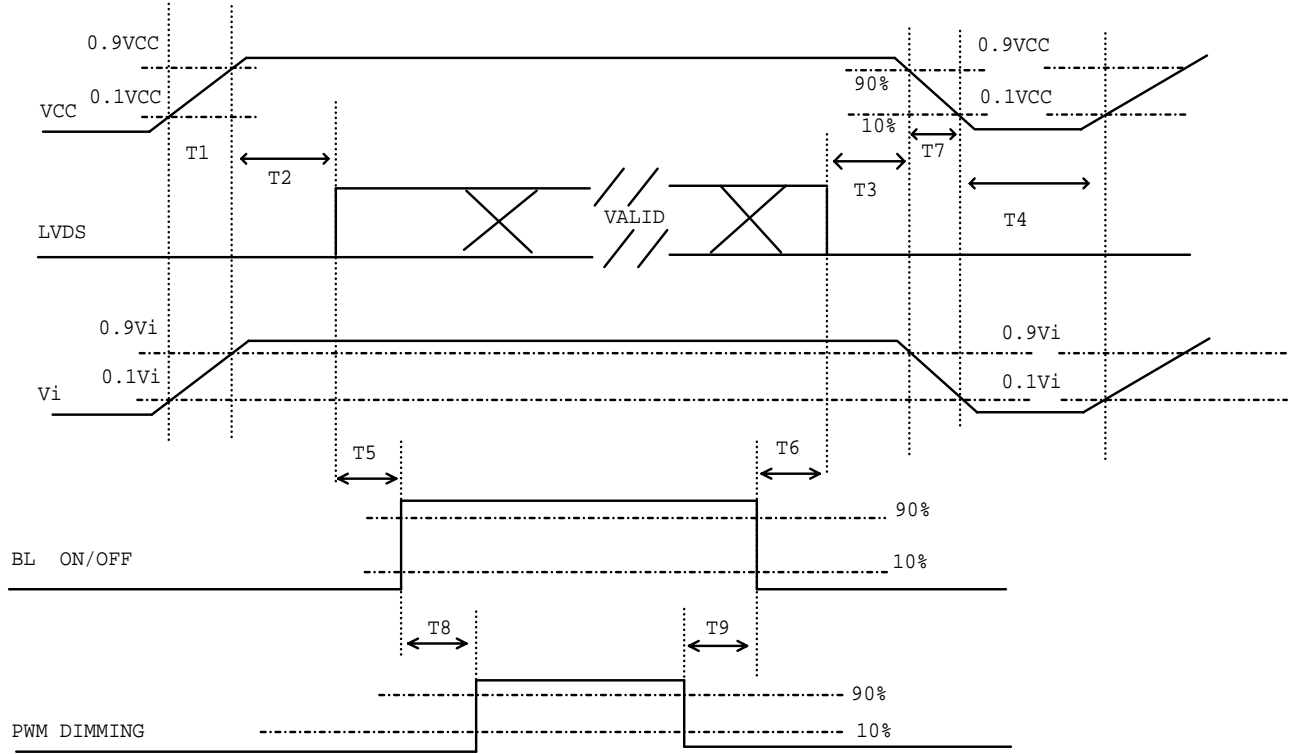 0.9VCC
0.9VCC
90%
0.1VCC
0.1VCC
VCC
10%
T1
T7
T2
T3
VALID
T4
LVDS
0.9Vi
0.9Vi
0.1Vi
0.1Vi
Vi
T5
T6
90%
BL ON/OFF
10%
T8
T9
90%
PWM DIMMING
10%